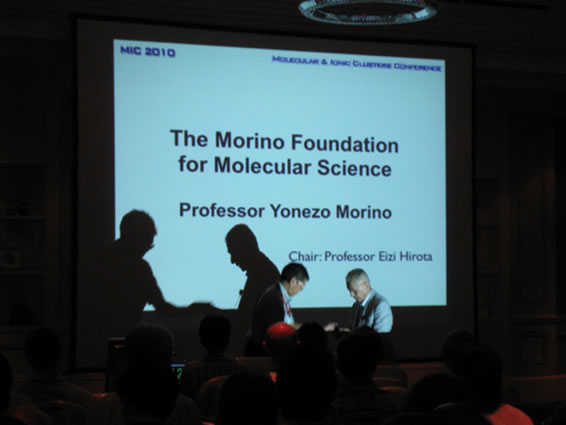 MIC 2010
MOLECULAR & IONIC CLUSTERS CONFERENCE
The Morino Foundation
for Molecular Science
Professor Yonezo Morino
Chair: Professor Eizi Hirota
2